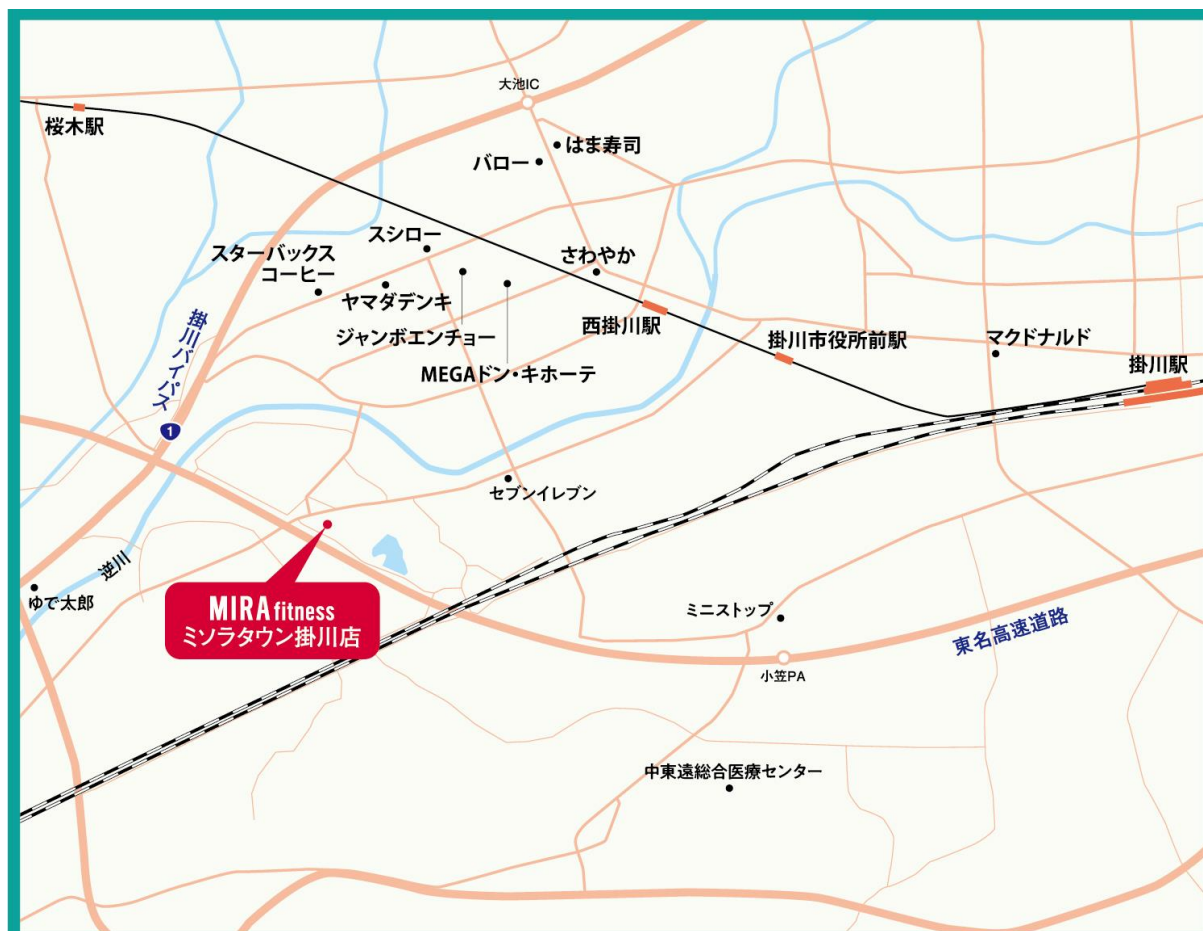 大池IC
桜木駅
はま寿司
バロー
スシロー
さわやか
スターバックス
コーヒー
ヤマダデンキ
ジャンボエンチョー
MEGAドン・キホーテ
西掛川駅
掛川市役所前駅
マクドナルド
掛川駅
掛川バイパス
1
セブンイレブン
逆川
ゆで太郎
MIRA fitness
ミソラタウン掛川店
ミニストップ
東名高速道路
小笠PA
中東遠総合医療センター